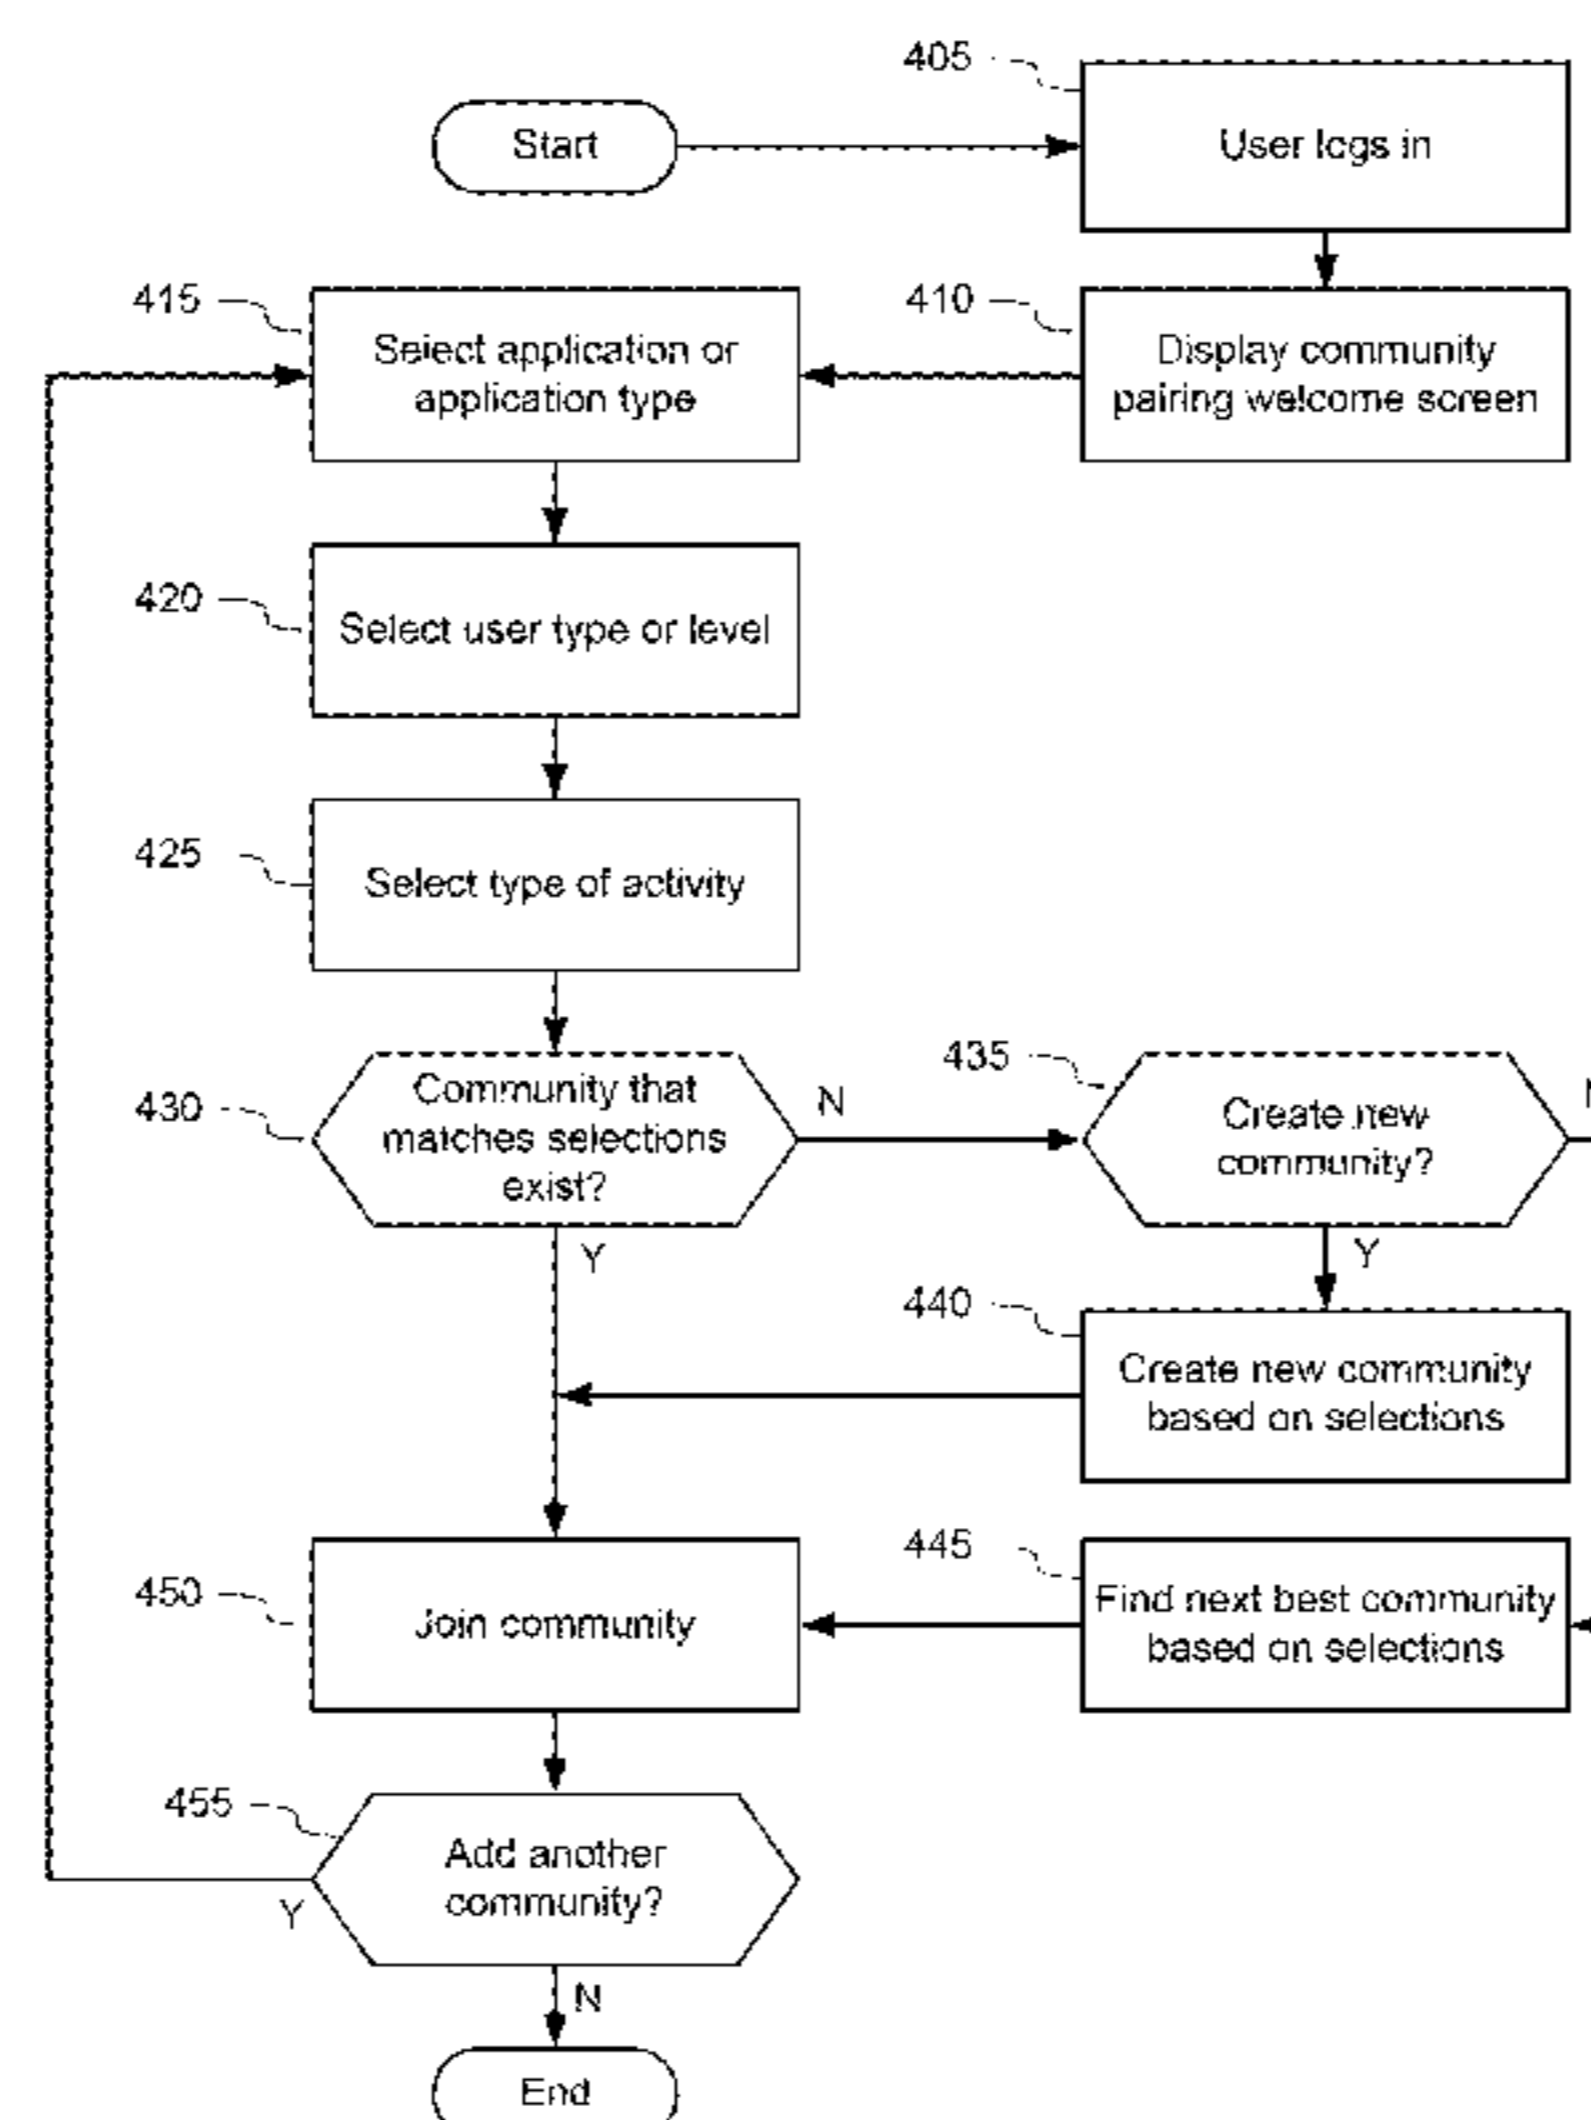 405
Start
User logs in
415
410
Select application or
application type
Display community
pairing welcome screen
420
Select user type or level
425
Select type of activity
430
Community that
matches selections
exist?
N
435
Create new
community?
Y
Y
440
Create new community
based on selections
445
Find next best community
based on selections
450
Join community
455
Add another
community?
Y
N
End